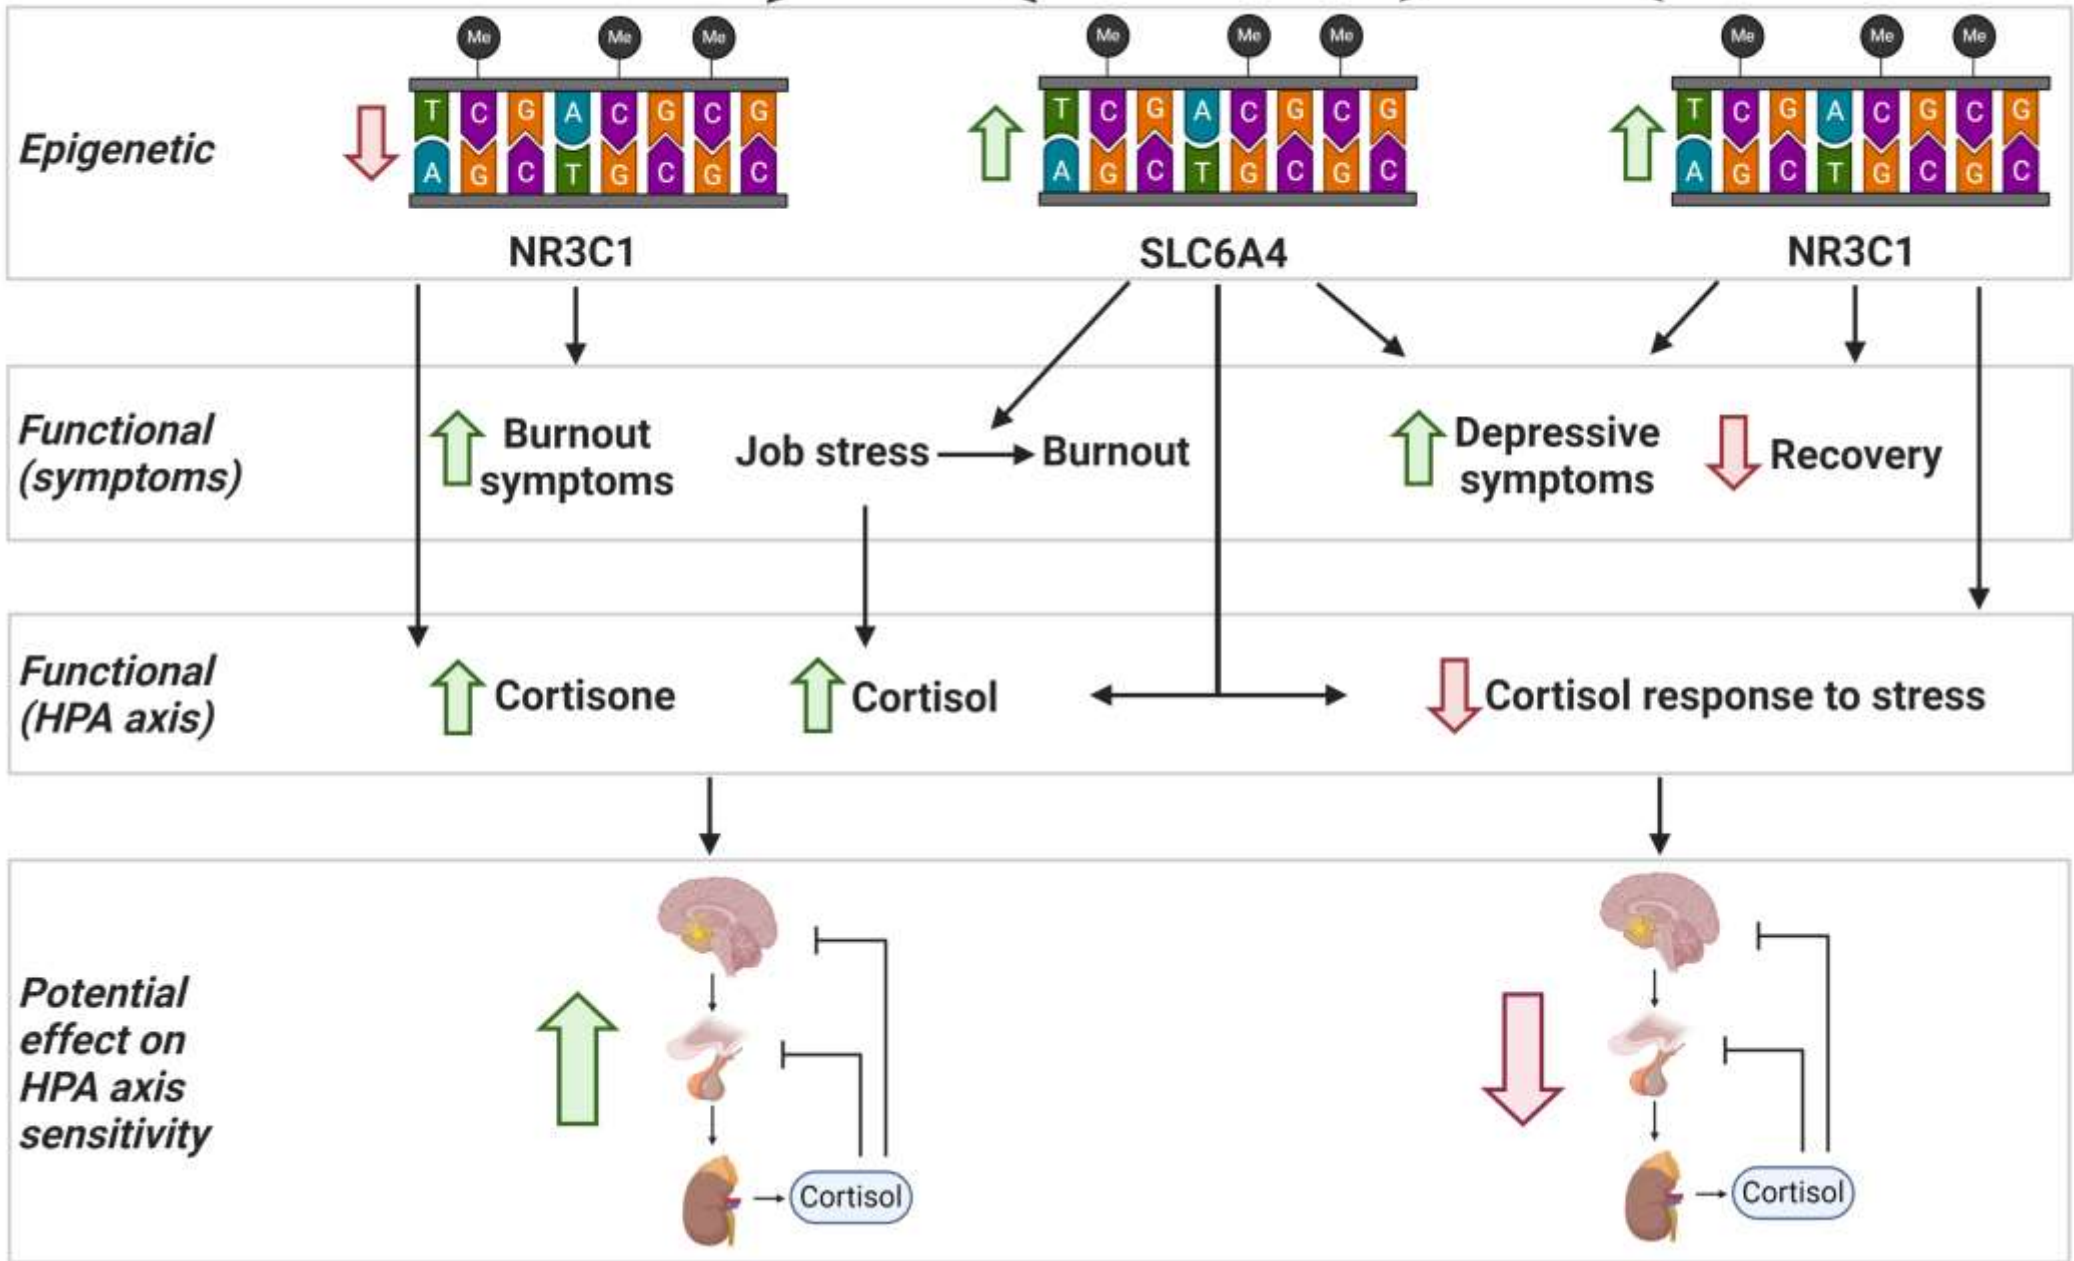 Me Me Me Me Me Me Me Me Me
T C G A C G C G T C G A C G C G T C G A C G C G
Epigenetic
A G C T G C G C A G C T G C G C A G C T G C G C
NR3C1 SLC6A4 NR3C1
Functional
(symptoms)
Burnout
symptoms
Job stress Burnout
Depressive
symptoms
Recovery
Functional
(HPA axis)
Cortisone Cortisol Cortisol response to stress
Potential
effect on
HPA axis
sensitivity
Cortisol Cortisol